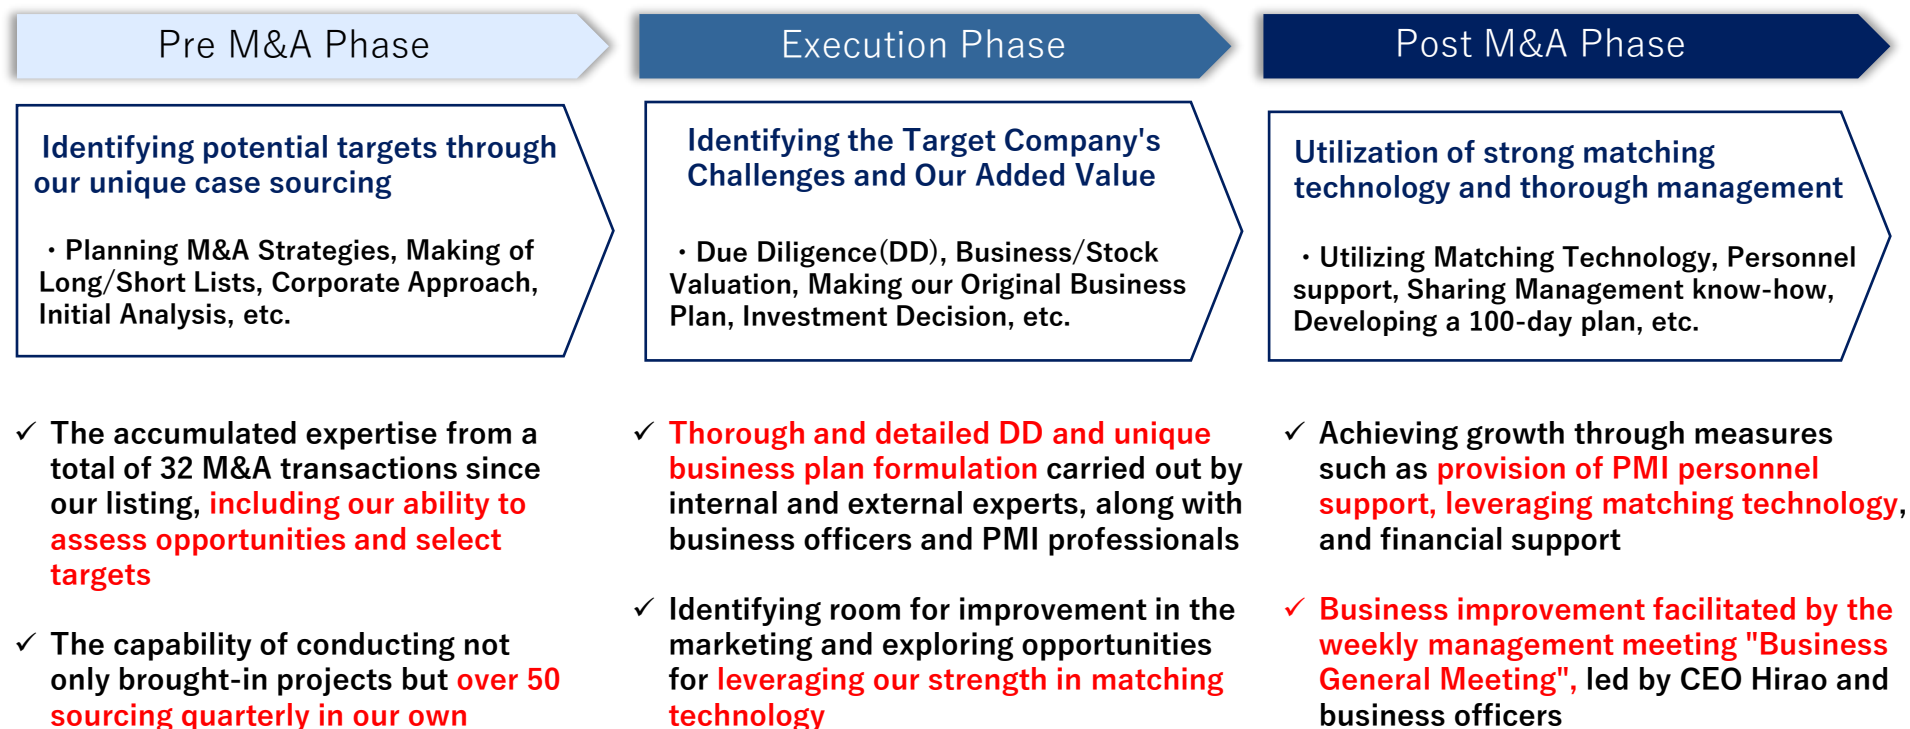 Pre M&A Phase
Identifying potential targets through
our unique case sourcing
・Planning M&A Strategies, Making of
Long/Short Lists, Corporate Approach,
Initial Analysis, etc.
✓ The accumulated expertise from a
total of 32 M&A transactions since
our listing, including our ability to
assess opportunities and select
targets
✓ The capability of conducting not
only brought-in projects but over 50
sourcing quarterly in our own
Execution Phase
Identifying the Target Company's
Challenges and Our Added Value
・Due Diligence(DD), Business/Stock
Valuation, Making our Original Business
Plan, Investment Decision, etc.
✓ Thorough and detailed DD and unique
business plan formulation carried out by
internal and external experts, along with
business officers and PMI professionals
✓ Identifying room for improvement in the
marketing and exploring opportunities
for leveraging our strength in matching
technology
Post M&A Phase
Utilization of strong matching
technology and thorough management
・Utilizing Matching Technology, Personnel
support, Sharing Management know-how,
Developing a 100-day plan, etc.
✓ Achieving growth through measures
such as provision of PMI personnel
support, leveraging matching technology,
and financial support
✓ Business improvement facilitated by the
weekly management meeting "Business
General Meeting", led by CEO Hirao and
business officers